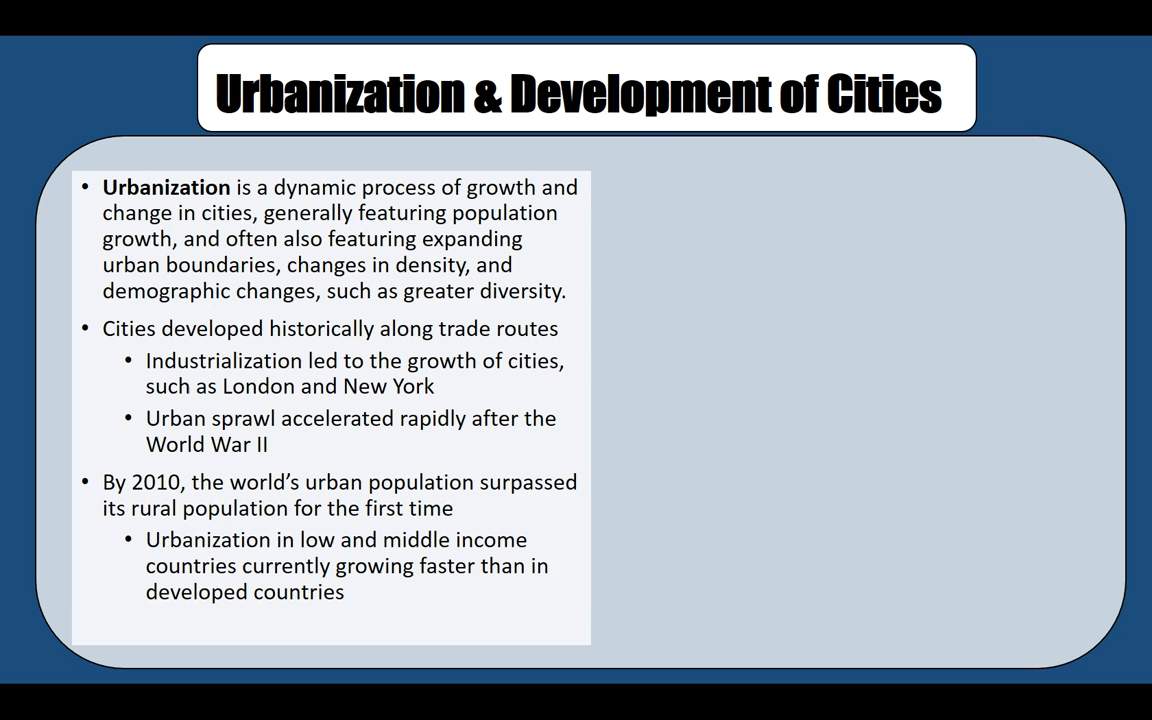 Urbanization & Development of Cities
• Urbanization is a dynamic process of growth and
change in cities, generally featuring population
growth, and often also featuring expanding
urban boundaries, changes in density, and
demographic changes, such as greater diversity.
• Cities developed historically along trade routes
• Industrialization led to the growth of cities,
such as London and New York
• Urban sprawl accelerated rapidly after the
World War II
• By 2010, the world’s urban population surpassed
its rural population for the first time
• Urbanization in low and middle income
countries currently growing faster than in
developed countries